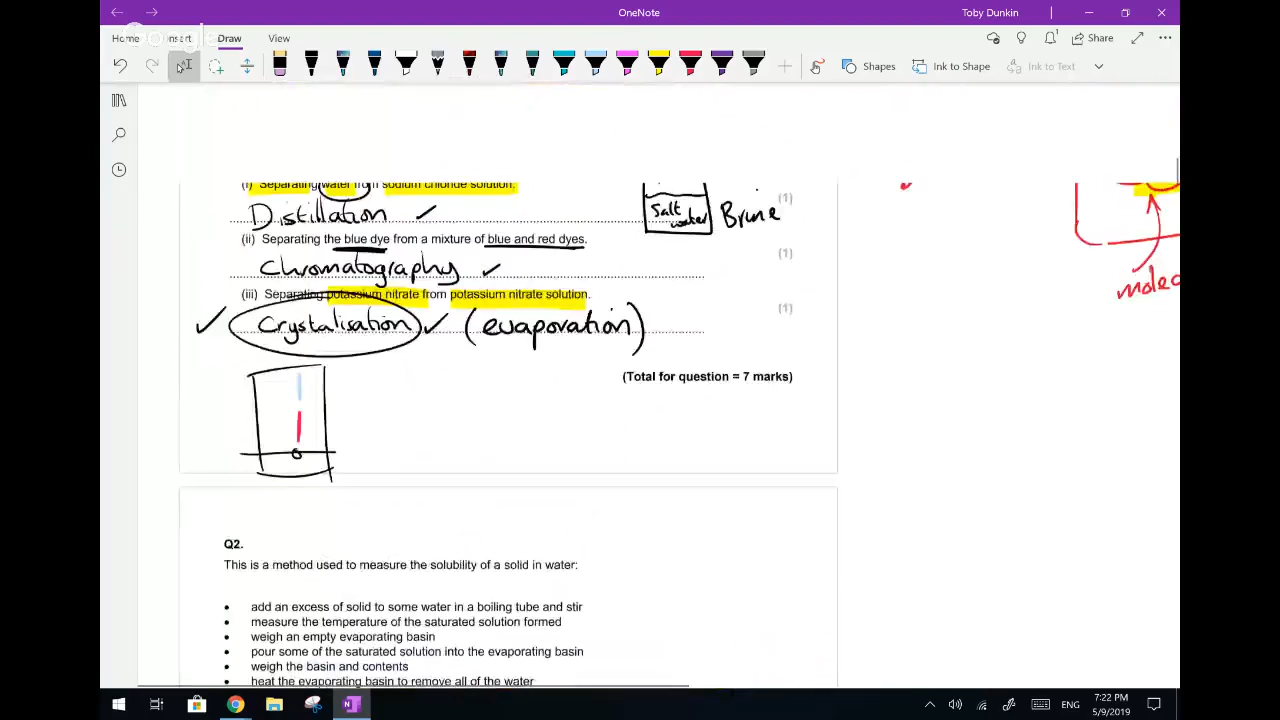 OneNote
Toby Dunkin
Google
Home Insert Draw View
Shapes
Ink to Shape
Ink to Text
Share
(i) Separating water from sodium chloride solution.
(1)
Distillation ✓
Salt
water
Brine
(ii) Separating the blue dye from a mixture of blue and red dyes.
(1)
Chromatography ✓
(iii) Separating potassium nitrate from potassium nitrate solution.
(1)
✓ Crystalisation ✓ (evaporation)
(Total for question = 7 marks)
molec
Q2.
This is a method used to measure the solubility of a solid in water:
• add an excess of solid to some water in a boiling tube and stir
• measure the temperature of the saturated solution formed
• weigh an empty evaporating basin
• pour some of the saturated solution into the evaporating basin
• weigh the basin and contents
• heat the evaporating basin to remove all of the water
7:22 PM
5/9/2019